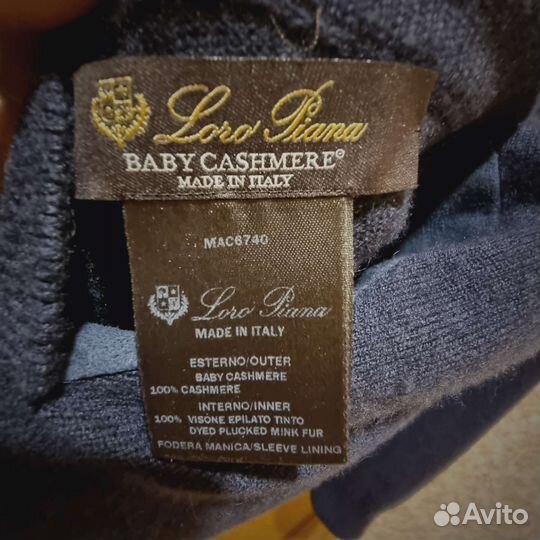 Loro Piana
BABY CASHMERE®
MADE IN ITALY
MAC6740
Loro Piana
MADE IN ITALY
ESTERNO/OUTER
BABY CASHMERE
100% CASHMERE
INTERNO/INNER
100% VISONE EPILATO TINTO
DYED PLUCKED MINK FUR
FODERA MANICA/SLEEVE LINING
Avito